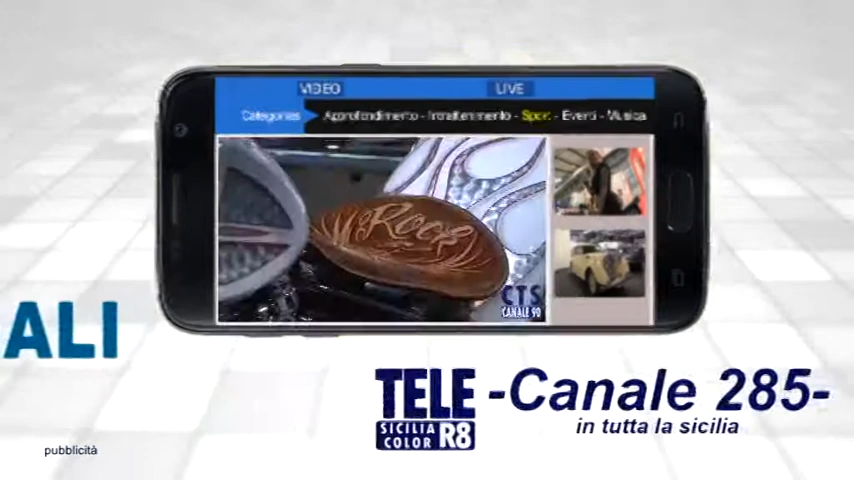 VIDEO LIVE
Categorias Approfondimento - Intrattenimento - Sport - Eventi - Musica
Rock
CTS
CANALE 90
ALI
TELE -Canale 285-
SICILIA
COLOR R8
in tutta la sicilia
pubblicità